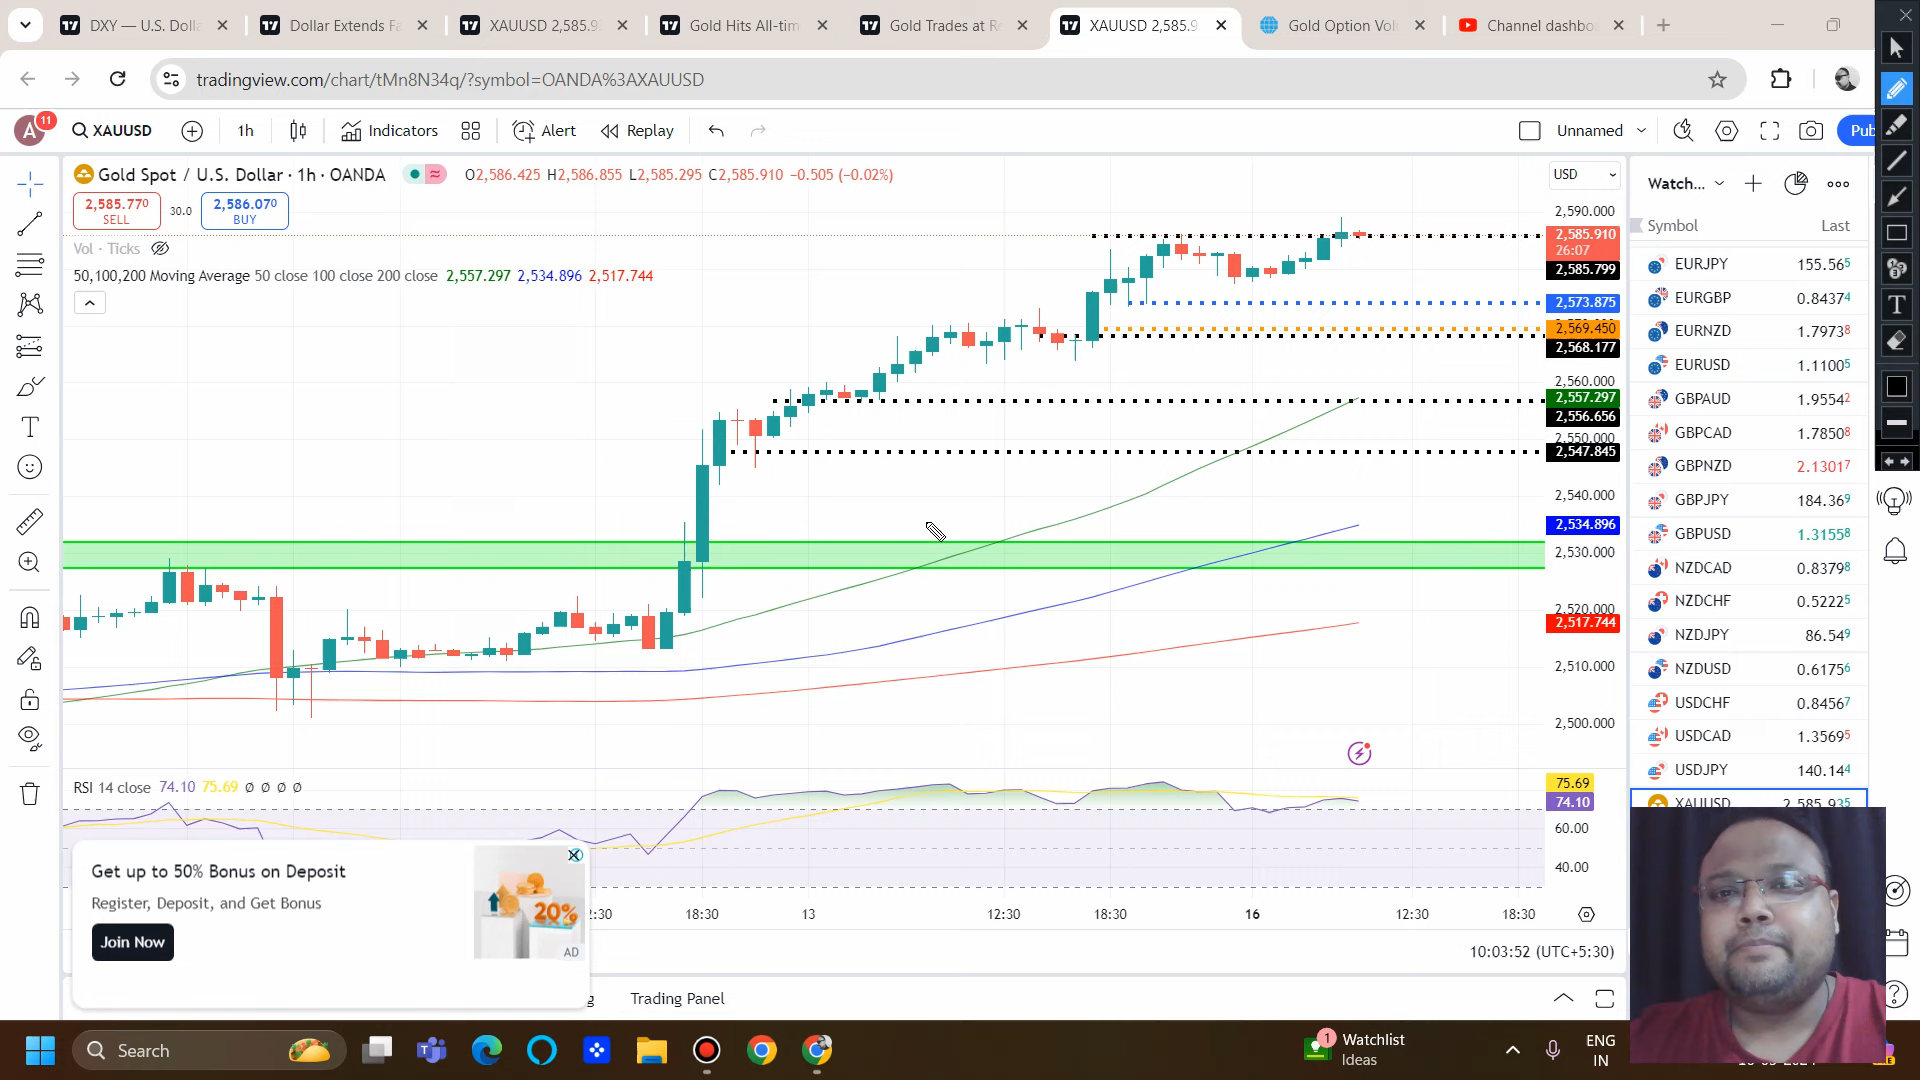 DXY — U.S. Dolla
Dollar Extends Fa
XAUUSD 2,585.9
Gold Hits All-tim
Gold Trades at Re
XAUUSD 2,585.9
Gold Option Volu
Channel dashbo
tradingview.com/chart/tMn8N34q/?symbol=OANDA%3AXAUUSD
A
11
XAUUSD
1h
Indicators
Alert
Replay
Unnamed
Pub
Gold Spot / U.S. Dollar · 1h · OANDA
O2,586.425 H2,586.855 L2,585.295 C2,585.910 −0.505 (−0.02%)
USD
Watch...
2,585.770
SELL
30.0
2,586.070
BUY
Vol · Ticks
50,100,200 Moving Average 50 close 100 close 200 close 2,557.297 2,534.896 2,517.744
2,590.000
2,585.910
26:07
2,585.799
2,573.875
2,569.450
2,568.177
2,560.000
2,557.297
2,556.656
2,550.000
2,547.845
2,540.000
2,534.896
2,530.000
2,520.000
2,517.744
2,510.000
2,500.000
Symbol Last
EURJPY 155.565
EURGBP 0.84374
EURNZD 1.79738
EURUSD 1.11005
GBPAUD 1.95542
GBPCAD 1.78508
GBPNZD 2.13017
GBPJPY 184.369
GBPUSD 1.31558
NZDCAD 0.83798
NZDCHF 0.52225
NZDJPY 86.549
NZDUSD 0.61756
USDCHF 0.84567
USDCAD 1.35695
USDJPY 140.144
XAUUSD 2,585.935
RSI 14 close 74.10 75.69 ∅ ∅ ∅ ∅
75.69
74.10
60.00
40.00
Get up to 50% Bonus on Deposit
Register, Deposit, and Get Bonus
Join Now
20%
AD
2:30
18:30
13
12:30
18:30
16
12:30
18:30
10:03:52 (UTC+5:30)
g
Trading Panel
Search
1
Watchlist
Ideas
ENG
IN